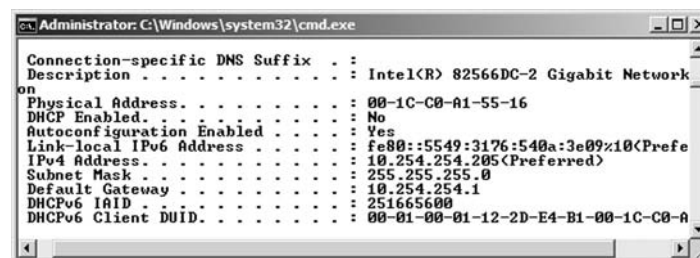 Administrator: C:\Windows\system32\cmd.exe
Connection-specific DNS Suffix . :
Description . . . . . . . . . . . : Intel(R) 82566DC-2 Gigabit Network
on
Physical Address. . . . . . . . . : 00-1C-C0-A1-55-16
DHCP Enabled. . . . . . . . . . . : No
Autoconfiguration Enabled . . . . : Yes
Link-local IPv6 Address . . . . . : fe80::5549:3176:540a:3e09%10(Prefe
IPv4 Address. . . . . . . . . . . : 10.254.254.205(Preferred)
Subnet Mask . . . . . . . . . . . : 255.255.255.0
Default Gateway . . . . . . . . . : 10.254.254.1
DHCPv6 IAID . . . . . . . . . . . : 251665600
DHCPv6 Client DUID. . . . . . . . : 00-01-00-01-12-2D-E4-B1-00-1C-C0-A